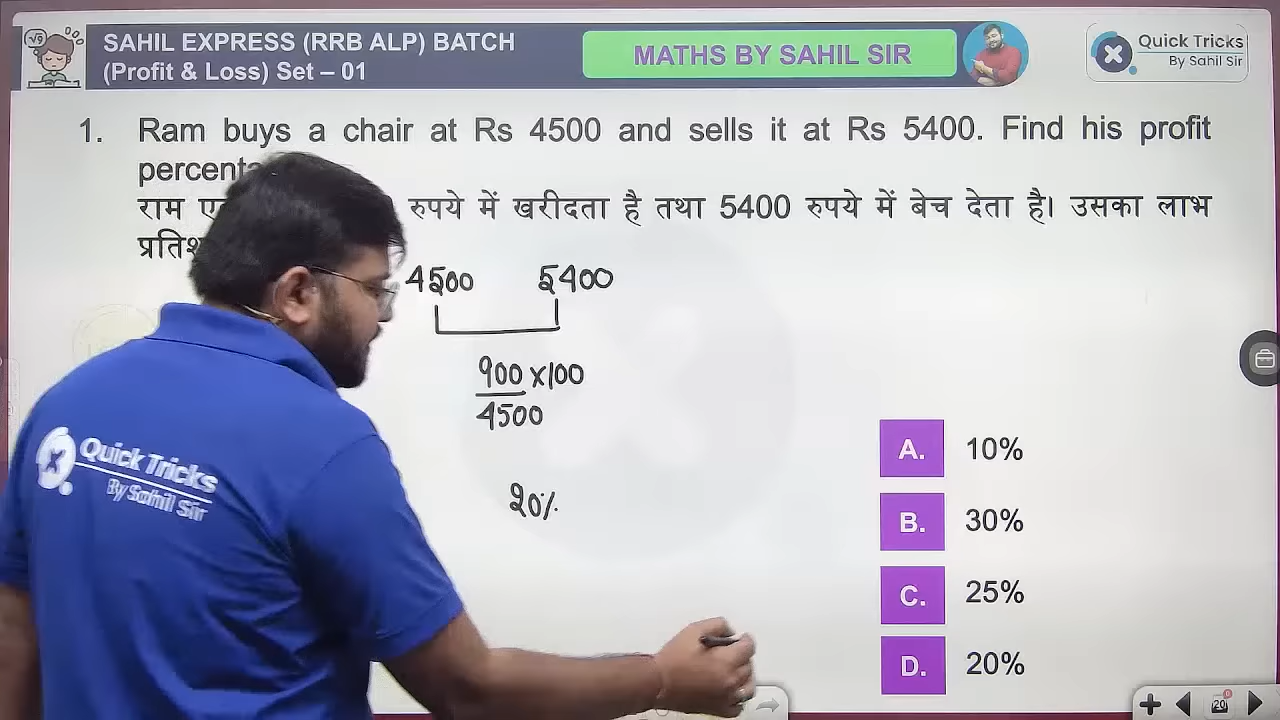 SAHIL EXPRESS (RRB ALP) BATCH
(Profit & Loss) Set – 01
MATHS BY SAHIL SIR
Quick Tricks
By Sahil Sir
1. Ram buys a chair at Rs 4500 and sells it at Rs 5400. Find his profit
राम रुपये में खरीदता है तथा 5400 रुपये में बेच देता है। उसका लाभ
4500 5400
900 x100
4500
20%
Quick Tricks
By Sahil Sir
A. 10%
B. 30%
C. 25%
D. 20%
20